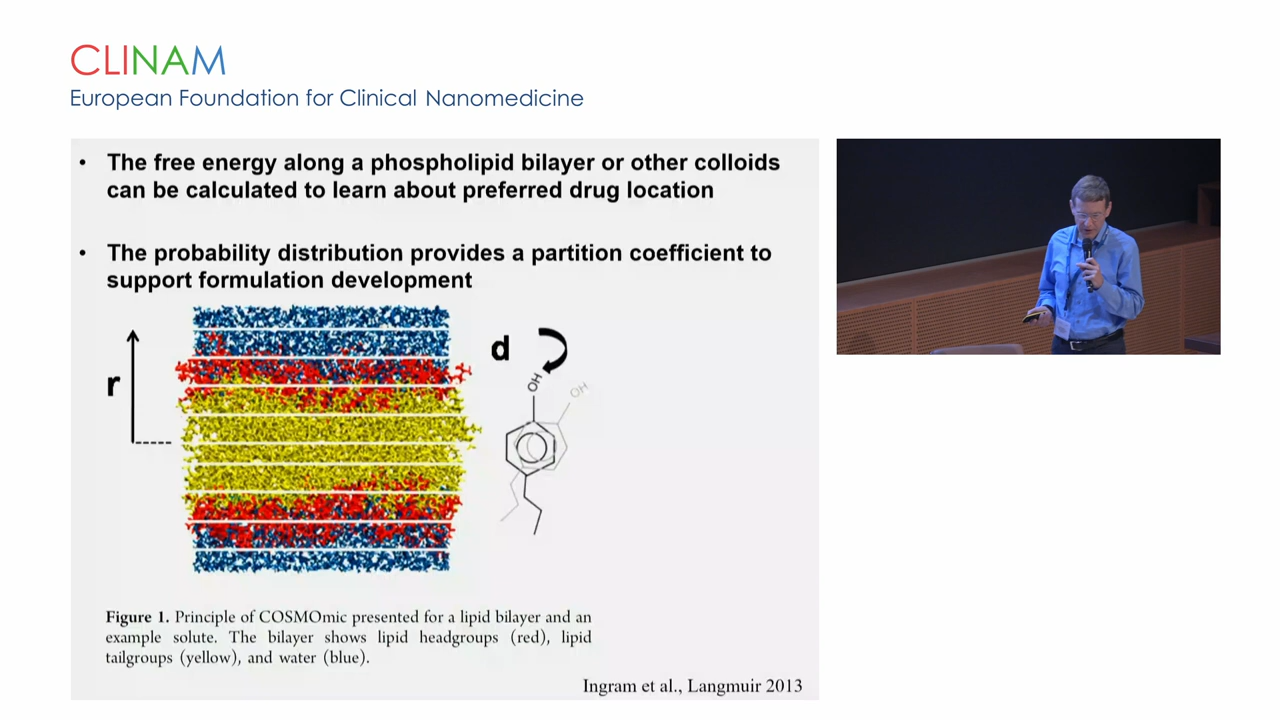 CLINAM
European Foundation for Clinical Nanomedicine
• The free energy along a phospholipid bilayer or other colloids
can be calculated to learn about preferred drug location
• The probability distribution provides a partition coefficient to
support formulation development
r
d
OH
OH
Figure 1. Principle of COSMOmic presented for a lipid bilayer and an
example solute. The bilayer shows lipid headgroups (red), lipid
tailgroups (yellow), and water (blue).
Ingram et al., Langmuir 2013